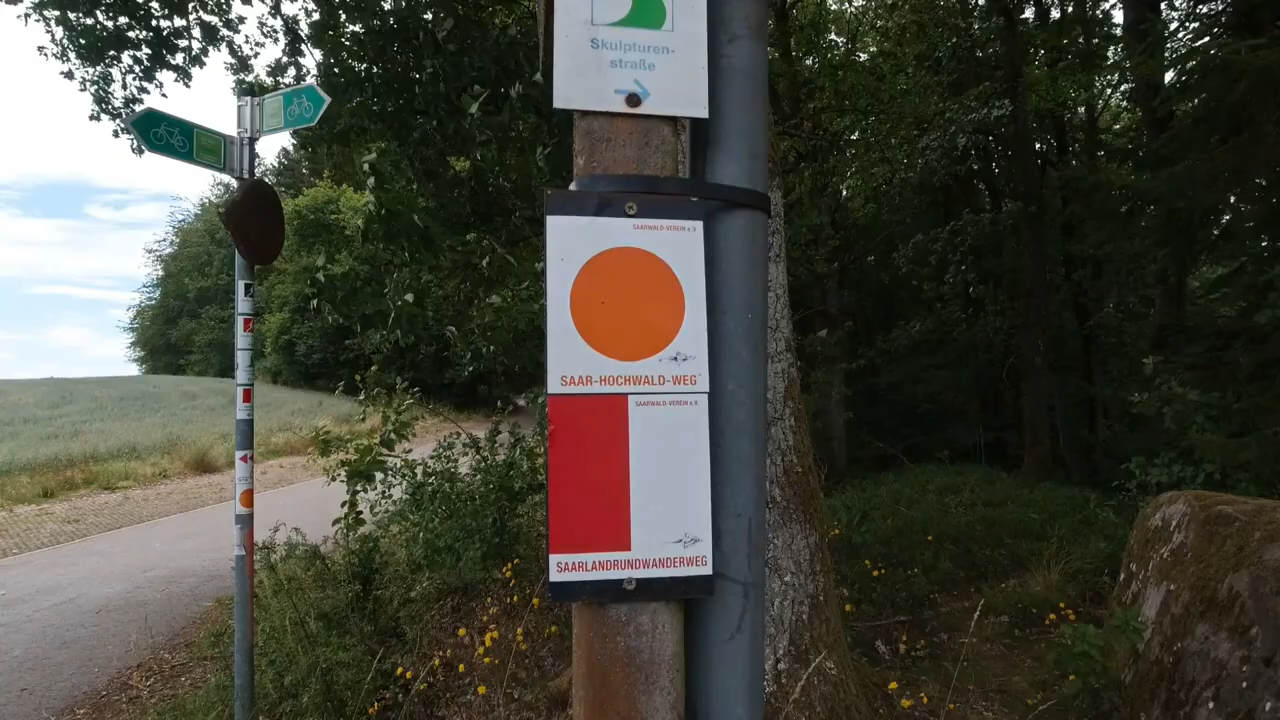 Skulpturen-
straße
SAARWALD-VEREIN e.V
SAAR-HOCHWALD-WEG
SAARWALD-VEREIN e.V.
SAARLANDRUNDWANDERWEG